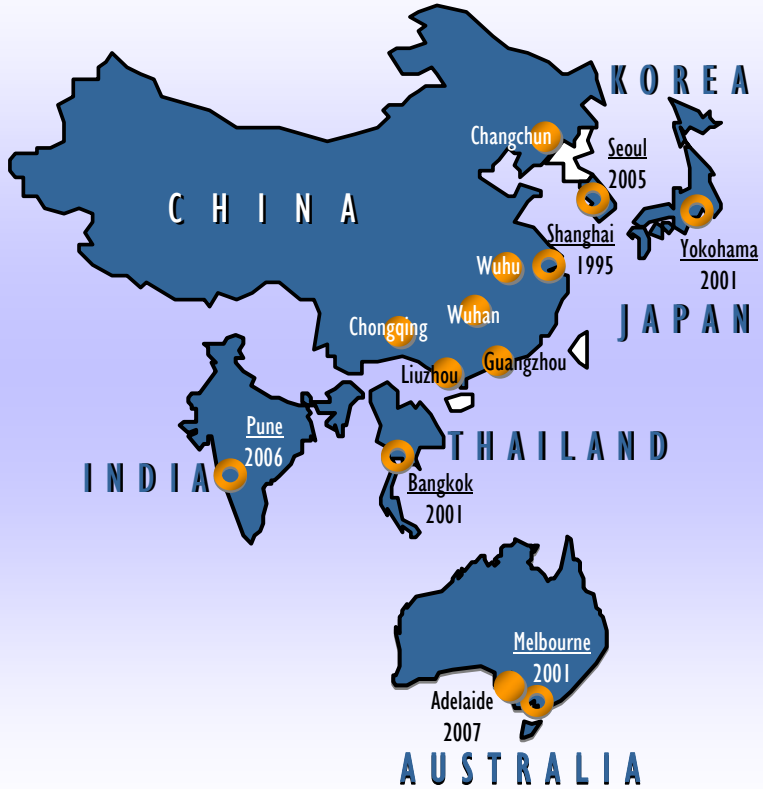 KOREA
Changchun
Seoul
2005
CHINA
Shanghai
1995
Yokohama
2001
Wuhu
Wuhan
JAPAN
Chongqing
Guangzhou
Liuzhou
Pune
2006
THAILAND
INDIA
Bangkok
2001
Melbourne
2001
Adelaide
2007
AUSTRALIA